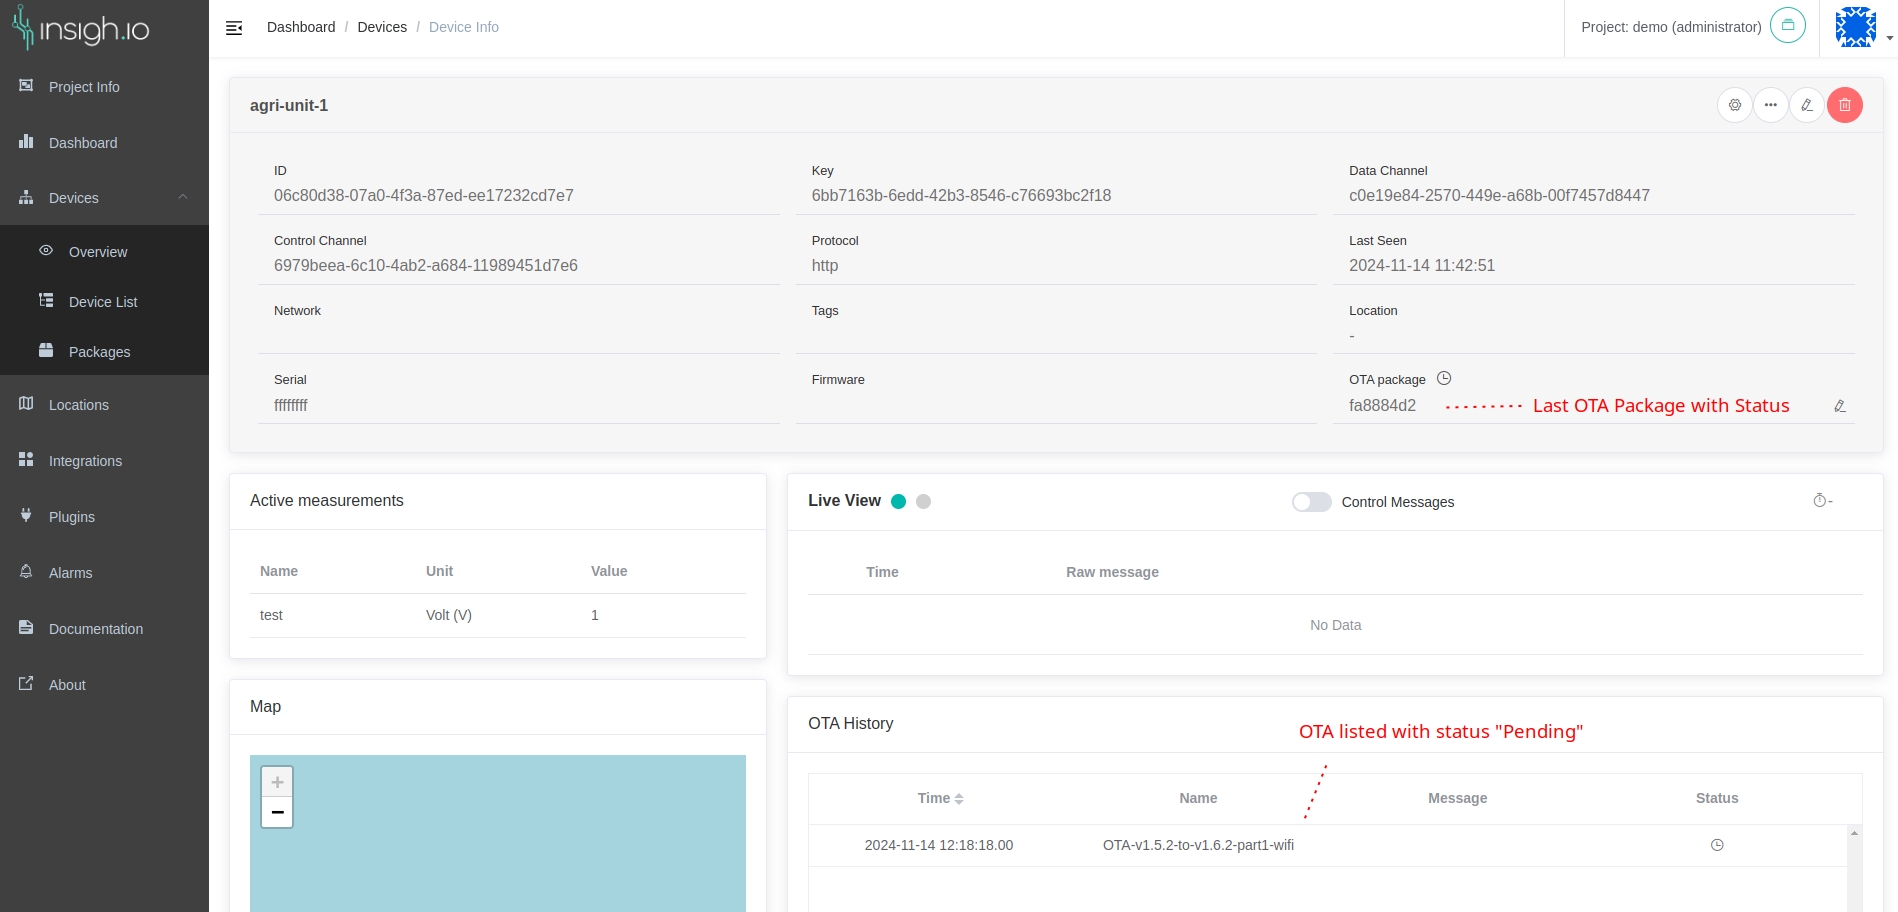 insigh.io
Dashboard / Devices / Device Info
Project: demo (administrator)
Project Info
Dashboard
Devices
Overview
Device List
Packages
Locations
Integrations
Plugins
Alarms
Documentation
About
agri-unit-1
ID
06c80d38-07a0-4f3a-87ed-ee17232cd7e7
Key
6bb7163b-6edd-42b3-8546-c76693bc2f18
Data Channel
c0e19e84-2570-449e-a68b-00f7457d8447
Control Channel
6979beea-6c10-4ab2-a684-11989451d7e6
Protocol
http
Last Seen
2024-11-14 11:42:51
Network
Tags
Location
-
Serial
ffffffff
Firmware
OTA package
fa8884d2
Last OTA Package with Status
Active measurements
Name Unit Value
test Volt (V) 1
Map
+
−
Live View
Control Messages
-
Time Raw message
No Data
OTA History
OTA listed with status "Pending"
Time Name Message Status
2024-11-14 12:18:18.00 OTA-v1.5.2-to-v1.6.2-part1-wifi